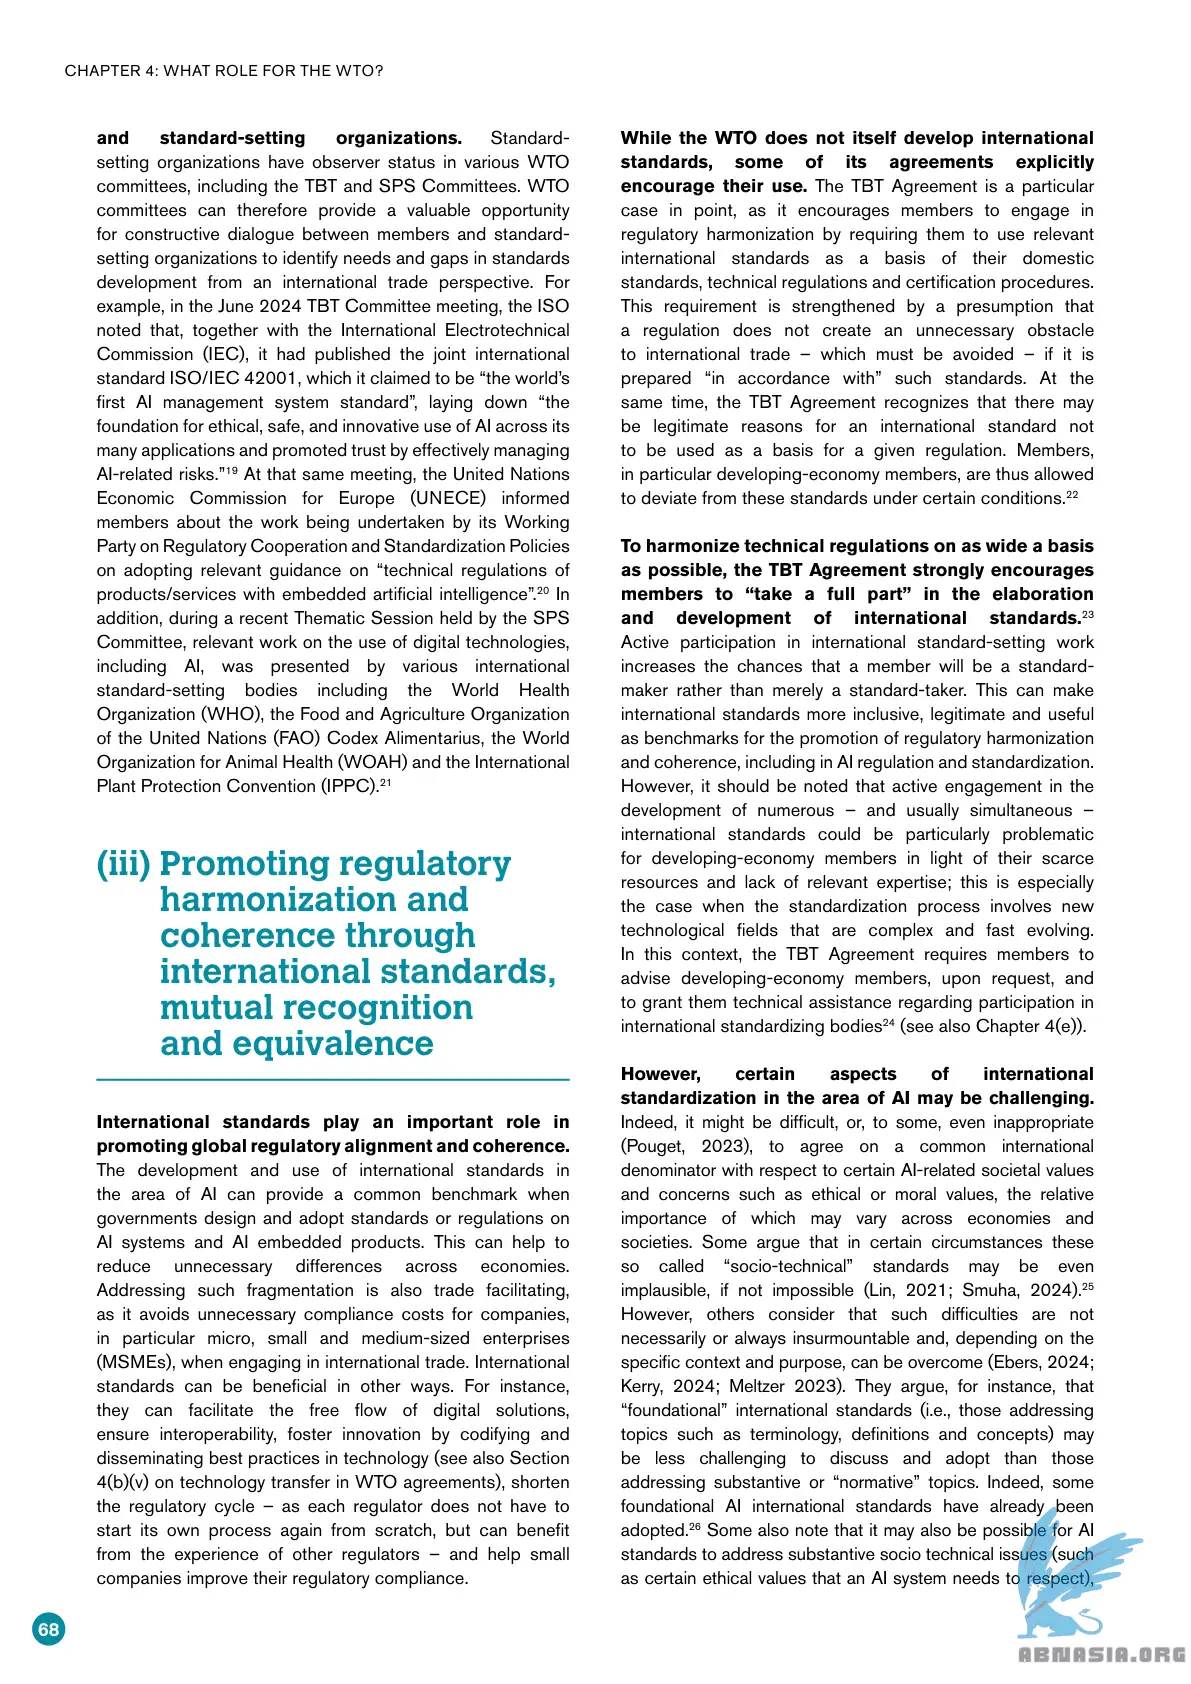 CHAPTER 4: WHAT ROLE FOR THE WTO?
and standard-setting organizations. Standard-
setting organizations have observer status in various WTO
committees, including the TBT and SPS Committees. WTO
committees can therefore provide a valuable opportunity
for constructive dialogue between members and standard-
setting organizations to identify needs and gaps in standards
development from an international trade perspective. For
example, in the June 2024 TBT Committee meeting, the ISO
noted that, together with the International Electrotechnical
Commission (IEC), it had published the joint international
standard ISO/IEC 42001, which it claimed to be “the world’s
first AI management system standard”, laying down “the
foundation for ethical, safe, and innovative use of AI across its
many applications and promoted trust by effectively managing
AI-related risks.”19 At that same meeting, the United Nations
Economic Commission for Europe (UNECE) informed
members about the work being undertaken by its Working
Party on Regulatory Cooperation and Standardization Policies
on adopting relevant guidance on “technical regulations of
products/services with embedded artificial intelligence”.20 In
addition, during a recent Thematic Session held by the SPS
Committee, relevant work on the use of digital technologies,
including AI, was presented by various international
standard-setting bodies including the World Health
Organization (WHO), the Food and Agriculture Organization
of the United Nations (FAO) Codex Alimentarius, the World
Organization for Animal Health (WOAH) and the International
Plant Protection Convention (IPPC).21
(iii) Promoting regulatory
harmonization and
coherence through
international standards,
mutual recognition
and equivalence
International standards play an important role in
promoting global regulatory alignment and coherence.
The development and use of international standards in
the area of AI can provide a common benchmark when
governments design and adopt standards or regulations on
AI systems and AI embedded products. This can help to
reduce unnecessary differences across economies.
Addressing such fragmentation is also trade facilitating,
as it avoids unnecessary compliance costs for companies,
in particular micro, small and medium-sized enterprises
(MSMEs), when engaging in international trade. International
standards can be beneficial in other ways. For instance,
they can facilitate the free flow of digital solutions,
ensure interoperability, foster innovation by codifying and
disseminating best practices in technology (see also Section
4(b)(v) on technology transfer in WTO agreements), shorten
the regulatory cycle – as each regulator does not have to
start its own process again from scratch, but can benefit
from the experience of other regulators – and help small
companies improve their regulatory compliance.
While the WTO does not itself develop international
standards, some of its agreements explicitly
encourage their use. The TBT Agreement is a particular
case in point, as it encourages members to engage in
regulatory harmonization by requiring them to use relevant
international standards as a basis of their domestic
standards, technical regulations and certification procedures.
This requirement is strengthened by a presumption that
a regulation does not create an unnecessary obstacle
to international trade – which must be avoided – if it is
prepared “in accordance with” such standards. At the
same time, the TBT Agreement recognizes that there may
be legitimate reasons for an international standard not
to be used as a basis for a given regulation. Members,
in particular developing-economy members, are thus allowed
to deviate from these standards under certain conditions.22
To harmonize technical regulations on as wide a basis
as possible, the TBT Agreement strongly encourages
members to “take a full part” in the elaboration
and development of international standards.23
Active participation in international standard-setting work
increases the chances that a member will be a standard-
maker rather than merely a standard-taker. This can make
international standards more inclusive, legitimate and useful
as benchmarks for the promotion of regulatory harmonization
and coherence, including in AI regulation and standardization.
However, it should be noted that active engagement in the
development of numerous – and usually simultaneous –
international standards could be particularly problematic
for developing-economy members in light of their scarce
resources and lack of relevant expertise; this is especially
the case when the standardization process involves new
technological fields that are complex and fast evolving.
In this context, the TBT Agreement requires members to
advise developing-economy members, upon request, and
to grant them technical assistance regarding participation in
international standardizing bodies24 (see also Chapter 4(e)).
However, certain aspects of international
standardization in the area of AI may be challenging.
Indeed, it might be difficult, or, to some, even inappropriate
(Pouget, 2023), to agree on a common international
denominator with respect to certain AI-related societal values
and concerns such as ethical or moral values, the relative
importance of which may vary across economies and
societies. Some argue that in certain circumstances these
so called “socio-technical” standards may be even
implausible, if not impossible (Lin, 2021; Smuha, 2024).25
However, others consider that such difficulties are not
necessarily or always insurmountable and, depending on the
specific context and purpose, can be overcome (Ebers, 2024;
Kerry, 2024; Meltzer 2023). They argue, for instance, that
“foundational” international standards (i.e., those addressing
topics such as terminology, definitions and concepts) may
be less challenging to discuss and adopt than those
addressing substantive or “normative” topics. Indeed, some
foundational AI international standards have already been
adopted.26 Some also note that it may also be possible for AI
standards to address substantive socio technical issues (such
as certain ethical values that an AI system needs to respect),
68
ABNASIA.ORG